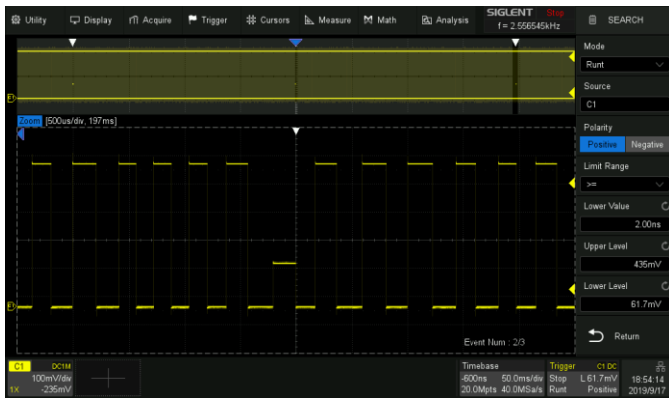 Utility Display Acquire Trigger Cursors Measure Math Analysis SIGLENT Stop
f = 2.556545kHz
SEARCH
Mode
Runt
Source
C1
Zoom [500us/div, 197ms]
Polarity
Positive Negative
Limit Range
>=
Lower Value
2.00ns
Upper Level
435mV
Lower Level
61.7mV
Return
Event Num : 2/3
C1 DC1M
100mV/div
1X -235mV
Timebase
-600ns 50.0ms/div
20.0Mpts 40.0MSa/s
Trigger C1 DC
Stop L 61.7mV
Runt Positive
18:54:14
2019/9/17